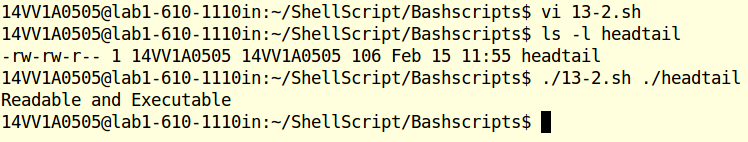 14VV1A0505@lab1-610-1110in:~/ShellScript/Bashscripts$ vi 13-2.sh
14VV1A0505@lab1-610-1110in:~/ShellScript/Bashscripts$ ls -l headtail
-rw-rw-r-- 1 14VV1A0505 14VV1A0505 106 Feb 15 11:55 headtail
14VV1A0505@lab1-610-1110in:~/ShellScript/Bashscripts$ ./13-2.sh ./headtail
Readable and Executable
14VV1A0505@lab1-610-1110in:~/ShellScript/Bashscripts$